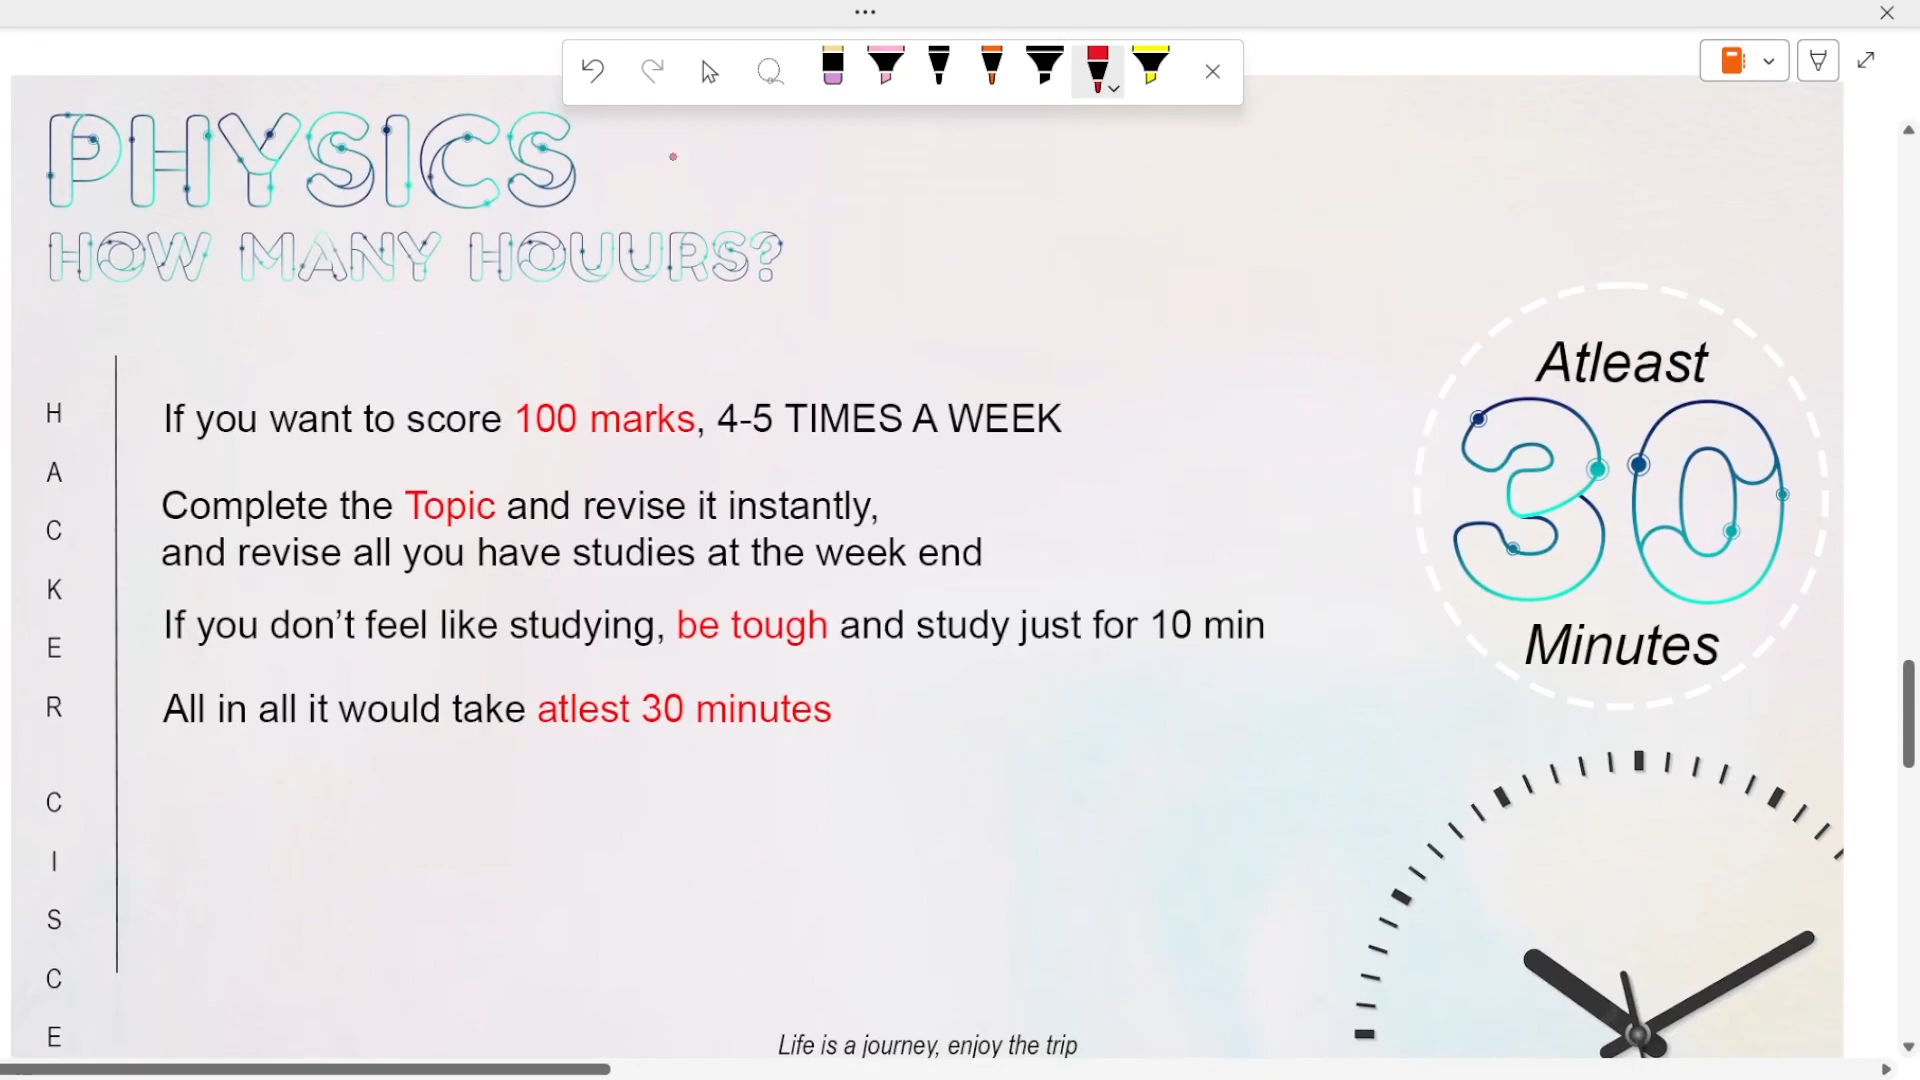 PHYSICS
HOW MANY HOUURS?
If you want to score 100 marks, 4-5 TIMES A WEEK
Complete the Topic and revise it instantly,
and revise all you have studies at the week end
If you don’t feel like studying, be tough and study just for 10 min
All in all it would take atlest 30 minutes
Atleast
30
Minutes
HACKER CISCE
Life is a journey, enjoy the trip